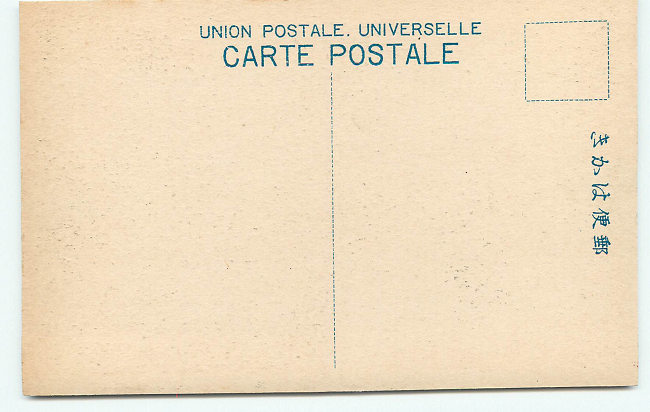 UNION POSTALE. UNIVERSELLE
CARTE POSTALE
郵便はかき